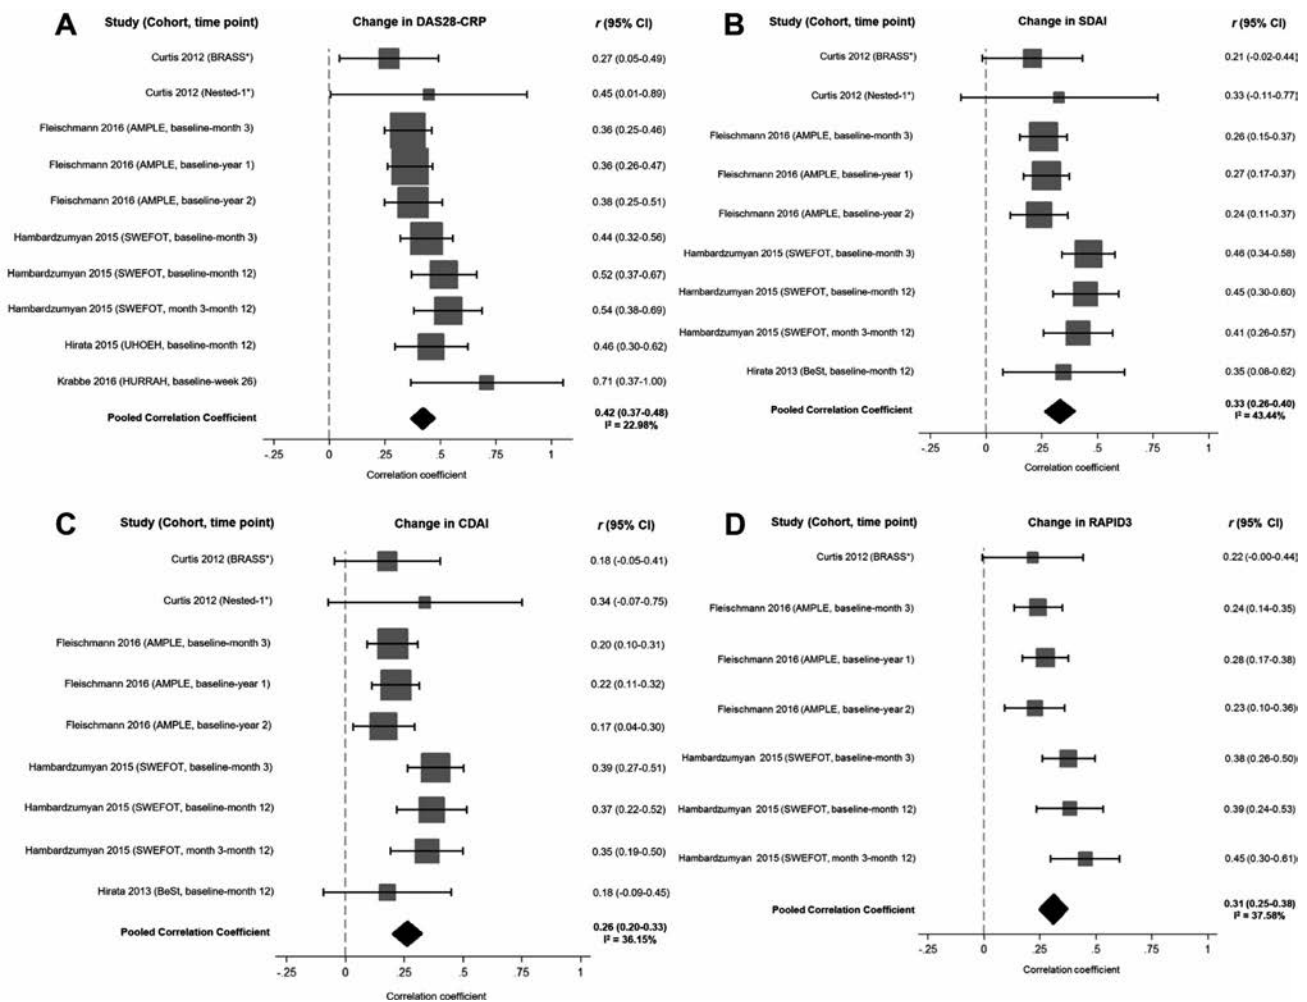 A
Study (Cohort, time point) Change in DAS28-CRP r (95% CI)
Curtis 2012 (BRASS*) 0.27 (0.05-0.49)
Curtis 2012 (Nested-1*) 0.45 (0.01-0.89)
Fleischmann 2016 (AMPLE, baseline-month 3) 0.36 (0.25-0.46)
Fleischmann 2016 (AMPLE, baseline-year 1) 0.36 (0.26-0.47)
Fleischmann 2016 (AMPLE, baseline-year 2) 0.38 (0.25-0.51)
Hambardzumyan 2015 (SWEFOT, baseline-month 3) 0.44 (0.32-0.56)
Hambardzumyan 2015 (SWEFOT, baseline-month 12) 0.52 (0.37-0.67)
Hambardzumyan 2015 (SWEFOT, month 3-month 12) 0.54 (0.38-0.69)
Hirata 2015 (UHOEH, baseline-month 12) 0.46 (0.30-0.62)
Krabbe 2016 (HURRAH, baseline-week 26) 0.71 (0.37-1.00)
Pooled Correlation Coefficient 0.42 (0.37-0.48)
I² = 22.98%
-.25 0 .25 .5 .75 1
Correlation coefficient
B
Study (Cohort, time point) Change in SDAI r (95% CI)
Curtis 2012 (BRASS*) 0.21 (-0.02-0.44)
Curtis 2012 (Nested-1*) 0.33 (-0.11-0.77)
Fleischmann 2016 (AMPLE, baseline-month 3) 0.26 (0.15-0.37)
Fleischmann 2016 (AMPLE, baseline-year 1) 0.27 (0.17-0.37)
Fleischmann 2016 (AMPLE, baseline-year 2) 0.24 (0.11-0.37)
Hambardzumyan 2015 (SWEFOT, baseline-month 3) 0.46 (0.34-0.58)
Hambardzumyan 2015 (SWEFOT, baseline-month 12) 0.45 (0.30-0.60)
Hambardzumyan 2015 (SWEFOT, month 3-month 12) 0.41 (0.26-0.57)
Hirata 2013 (BeSt, baseline-month 12) 0.35 (0.08-0.62)
Pooled Correlation Coefficient 0.33 (0.26-0.40)
I² = 43.44%
-.25 0 .25 .5 .75 1
Correlation coefficient
C
Study (Cohort, time point) Change in CDAI r (95% CI)
Curtis 2012 (BRASS*) 0.18 (-0.05-0.41)
Curtis 2012 (Nested-1*) 0.34 (-0.07-0.75)
Fleischmann 2016 (AMPLE, baseline-month 3) 0.20 (0.10-0.31)
Fleischmann 2016 (AMPLE, baseline-year 1) 0.22 (0.11-0.32)
Fleischmann 2016 (AMPLE, baseline-year 2) 0.17 (0.04-0.30)
Hambardzumyan 2015 (SWEFOT, baseline-month 3) 0.39 (0.27-0.51)
Hambardzumyan 2015 (SWEFOT, baseline-month 12) 0.37 (0.22-0.52)
Hambardzumyan 2015 (SWEFOT, month 3-month 12) 0.35 (0.19-0.50)
Hirata 2013 (BeSt, baseline-month 12) 0.18 (-0.09-0.45)
Pooled Correlation Coefficient 0.26 (0.20-0.33)
I² = 36.15%
-.25 0 .25 .5 .75 1
Correlation coefficient
D
Study (Cohort, time point) Change in RAPID3 r (95% CI)
Curtis 2012 (BRASS*) 0.22 (-0.00-0.44)
Fleischmann 2016 (AMPLE, baseline-month 3) 0.24 (0.14-0.35)
Fleischmann 2016 (AMPLE, baseline-year 1) 0.28 (0.17-0.38)
Fleischmann 2016 (AMPLE, baseline-year 2) 0.23 (0.10-0.36)
Hambardzumyan 2015 (SWEFOT, baseline-month 3) 0.38 (0.26-0.50)
Hambardzumyan 2015 (SWEFOT, baseline-month 12) 0.39 (0.24-0.53)
Hambardzumyan 2015 (SWEFOT, month 3-month 12) 0.45 (0.30-0.61)
Pooled Correlation Coefficient 0.31 (0.25-0.38)
I² = 37.58%
-.25 0 .25 .5 .75 1
Correlation coefficient